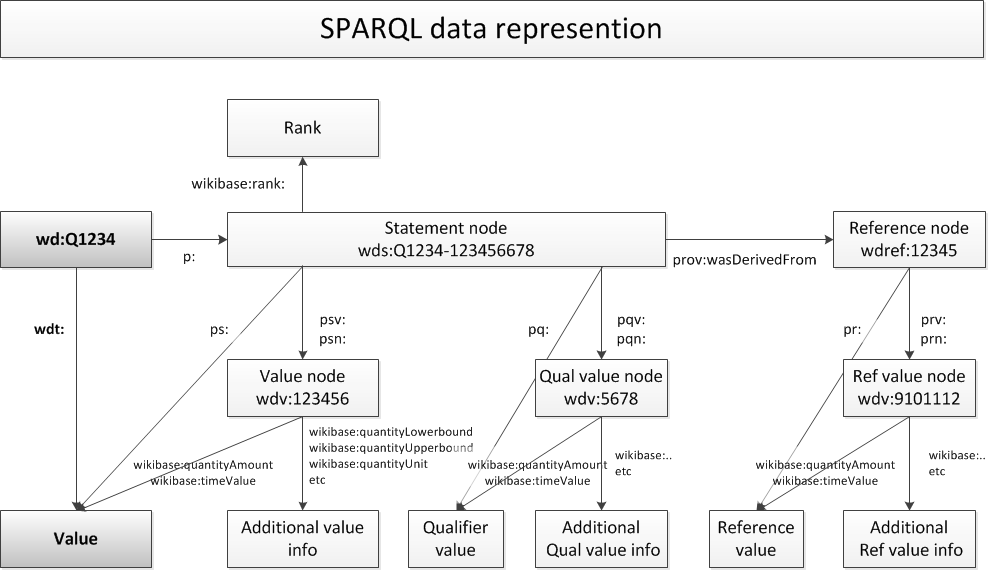 SPARQL data represention
Rank
wikibase:rank:
wd:Q1234
p:
Statement node
wds:Q1234-123456678
prov:wasDerivedFrom
Reference node
wdref:12345
wdt:
ps:
psv:
psn:
pq:
pqv:
pqn:
pr:
prv:
prn:
Value node
wdv:123456
Qual value node
wdv:5678
Ref value node
wdv:9101112
wikibase:quantityAmount
wikibase:timeValue
wikibase:quantityLowerbound
wikibase:quantityUpperbound
wikibase:quantityUnit
etc
wikibase:quantityAmount
wikibase:timeValue
wikibase:..
etc
wikibase:quantityAmount
wikibase:timeValue
wikibase:..
etc
Value
Additional value
info
Qualifier
value
Additional
Qual value info
Reference
value
Additional
Ref value info